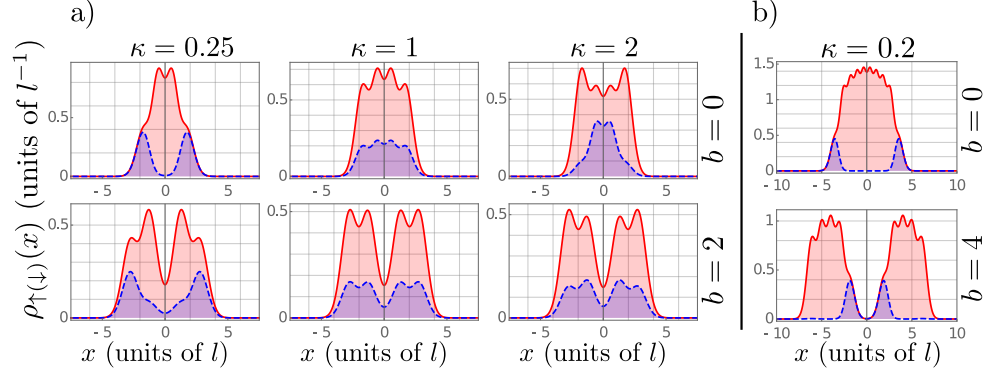 a)
b)
κ = 0.25
κ = 1
κ = 2
κ = 0.2
ρ↑(↓)(x) (units of l⁻¹)
0.5
0
-5 0 5
0.5
0
-5 0 5
0.5
0
-5 0 5
b = 0
1.5
1
0.5
0
-10 -5 0 5 10
b = 0
0.5
0
-5 0 5
0.5
0
-5 0 5
0.5
0
-5 0 5
b = 2
1
0.5
0
-10 -5 0 5 10
b = 4
x (units of l)
x (units of l)
x (units of l)
x (units of l)